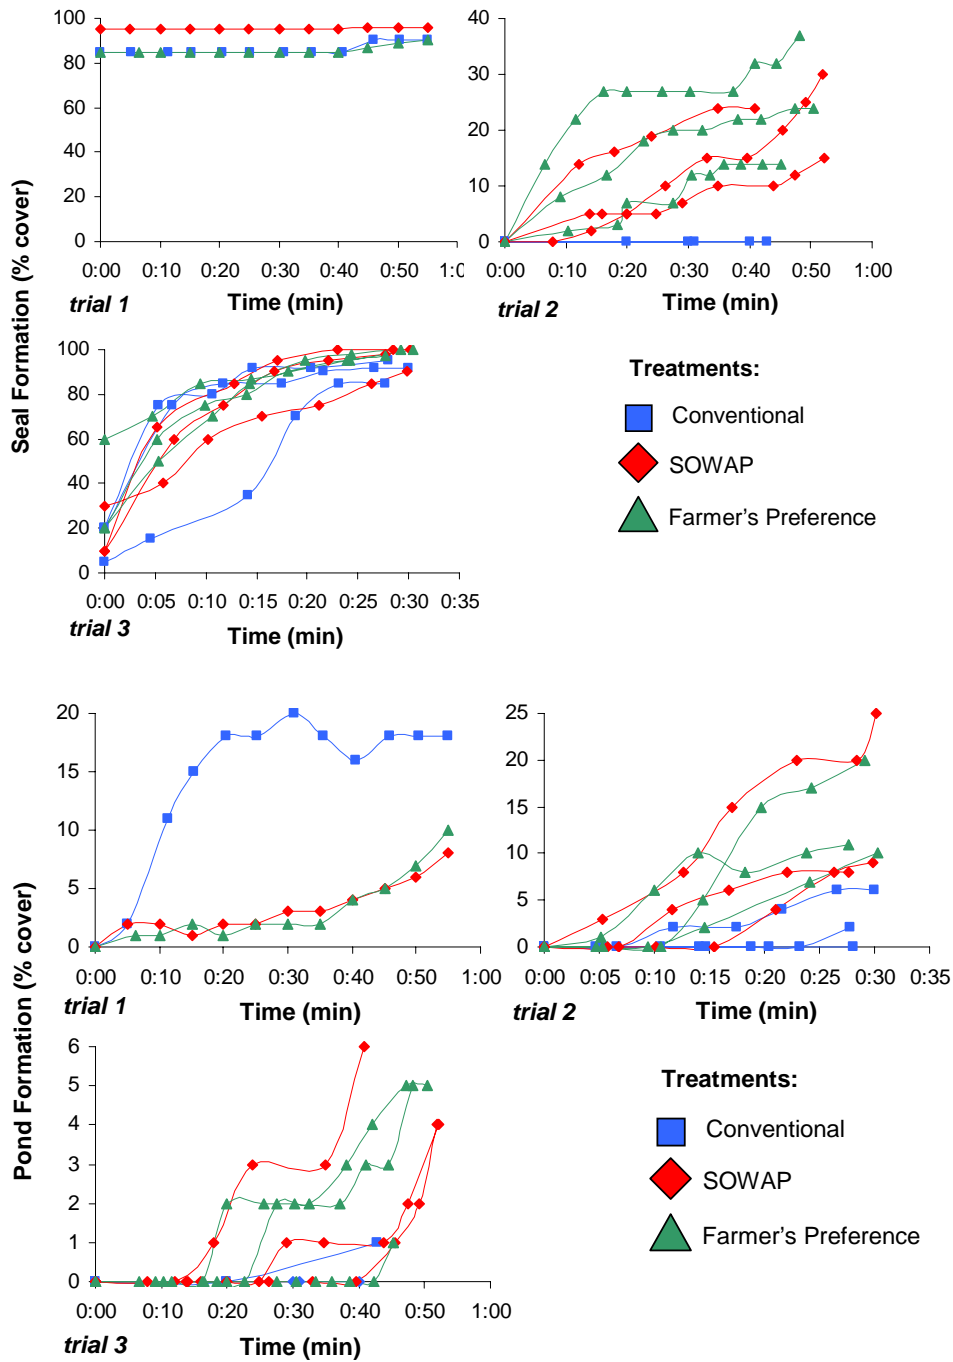 Seal Formation (% cover)
100
80
60
40
20
0
0:00 0:10 0:20 0:30 0:40 0:50 1:0
trial 1
Time (min)
40
30
20
10
0
0:00 0:10 0:20 0:30 0:40 0:50 1:00
trial 2
Time (min)
100
80
60
40
20
0
0:00 0:05 0:10 0:15 0:20 0:25 0:30 0:35
trial 3
Time (min)
Treatments:
Conventional
SOWAP
Farmer's Preference
Pond Formation (% cover)
20
15
10
5
0
0:00 0:10 0:20 0:30 0:40 0:50 1:00
trial 1
Time (min)
25
20
15
10
5
0
0:00 0:05 0:10 0:15 0:20 0:25 0:30 0:35
trial 2
Time (min)
6
5
4
3
2
1
0
0:00 0:10 0:20 0:30 0:40 0:50 1:00
trial 3
Time (min)
Treatments:
Conventional
SOWAP
Farmer's Preference